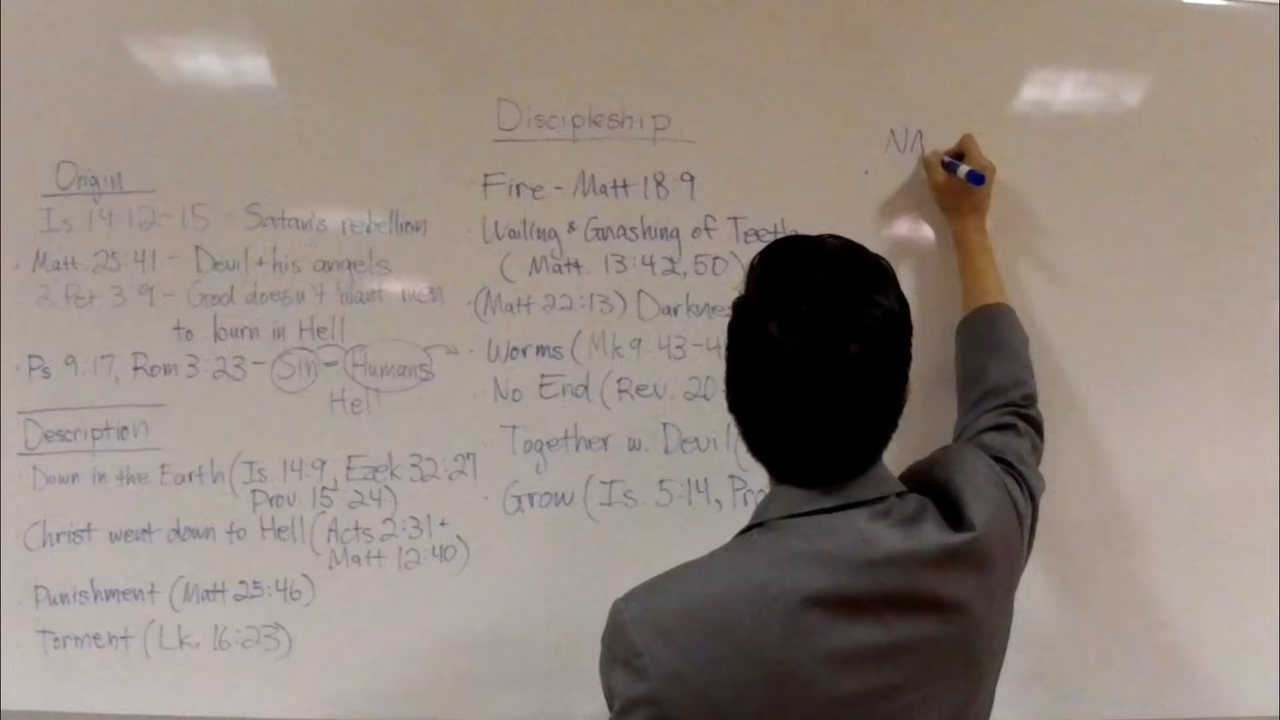 Discipleship
Origin
Is 14:12-15 - Satan's rebellion
· Matt. 25:41 - Devil + his angels
2 Pet 3:9 - God doesn't want men
to burn in Hell
· Ps 9:17, Rom 3:23 - Sin - Humans
Hell
Description
· Down in the Earth (Is. 14:9, Ezek 32:27
Prov. 15:24)
· Christ went down to Hell (Acts 2:31 +
Matt 12:40)
· Punishment (Matt 25:46)
· Torment (Lk. 16:23)
Fire - Matt 18:9
· Wailing & Gnashing of Teeth
(Matt. 13:42, 50)
· (Matt 22:13)
· Worms (Mk 9:43-4
No End (Rev. 20
Together w. Devil (
· Grow (Is. 5:14,